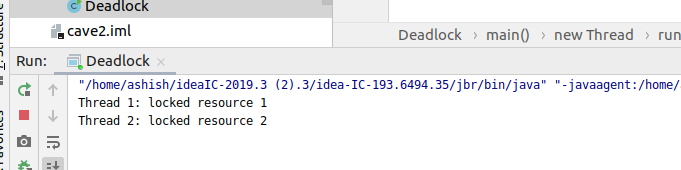 Deadlock
cave2.iml
Deadlock
main()
new Thread
run
Run:
Deadlock
"/home/ashish/ideaIC-2019.3 (2).3/idea-IC-193.6494.35/jbr/bin/java" "-javaagent:/home/
Thread 1: locked resource 1
Thread 2: locked resource 2